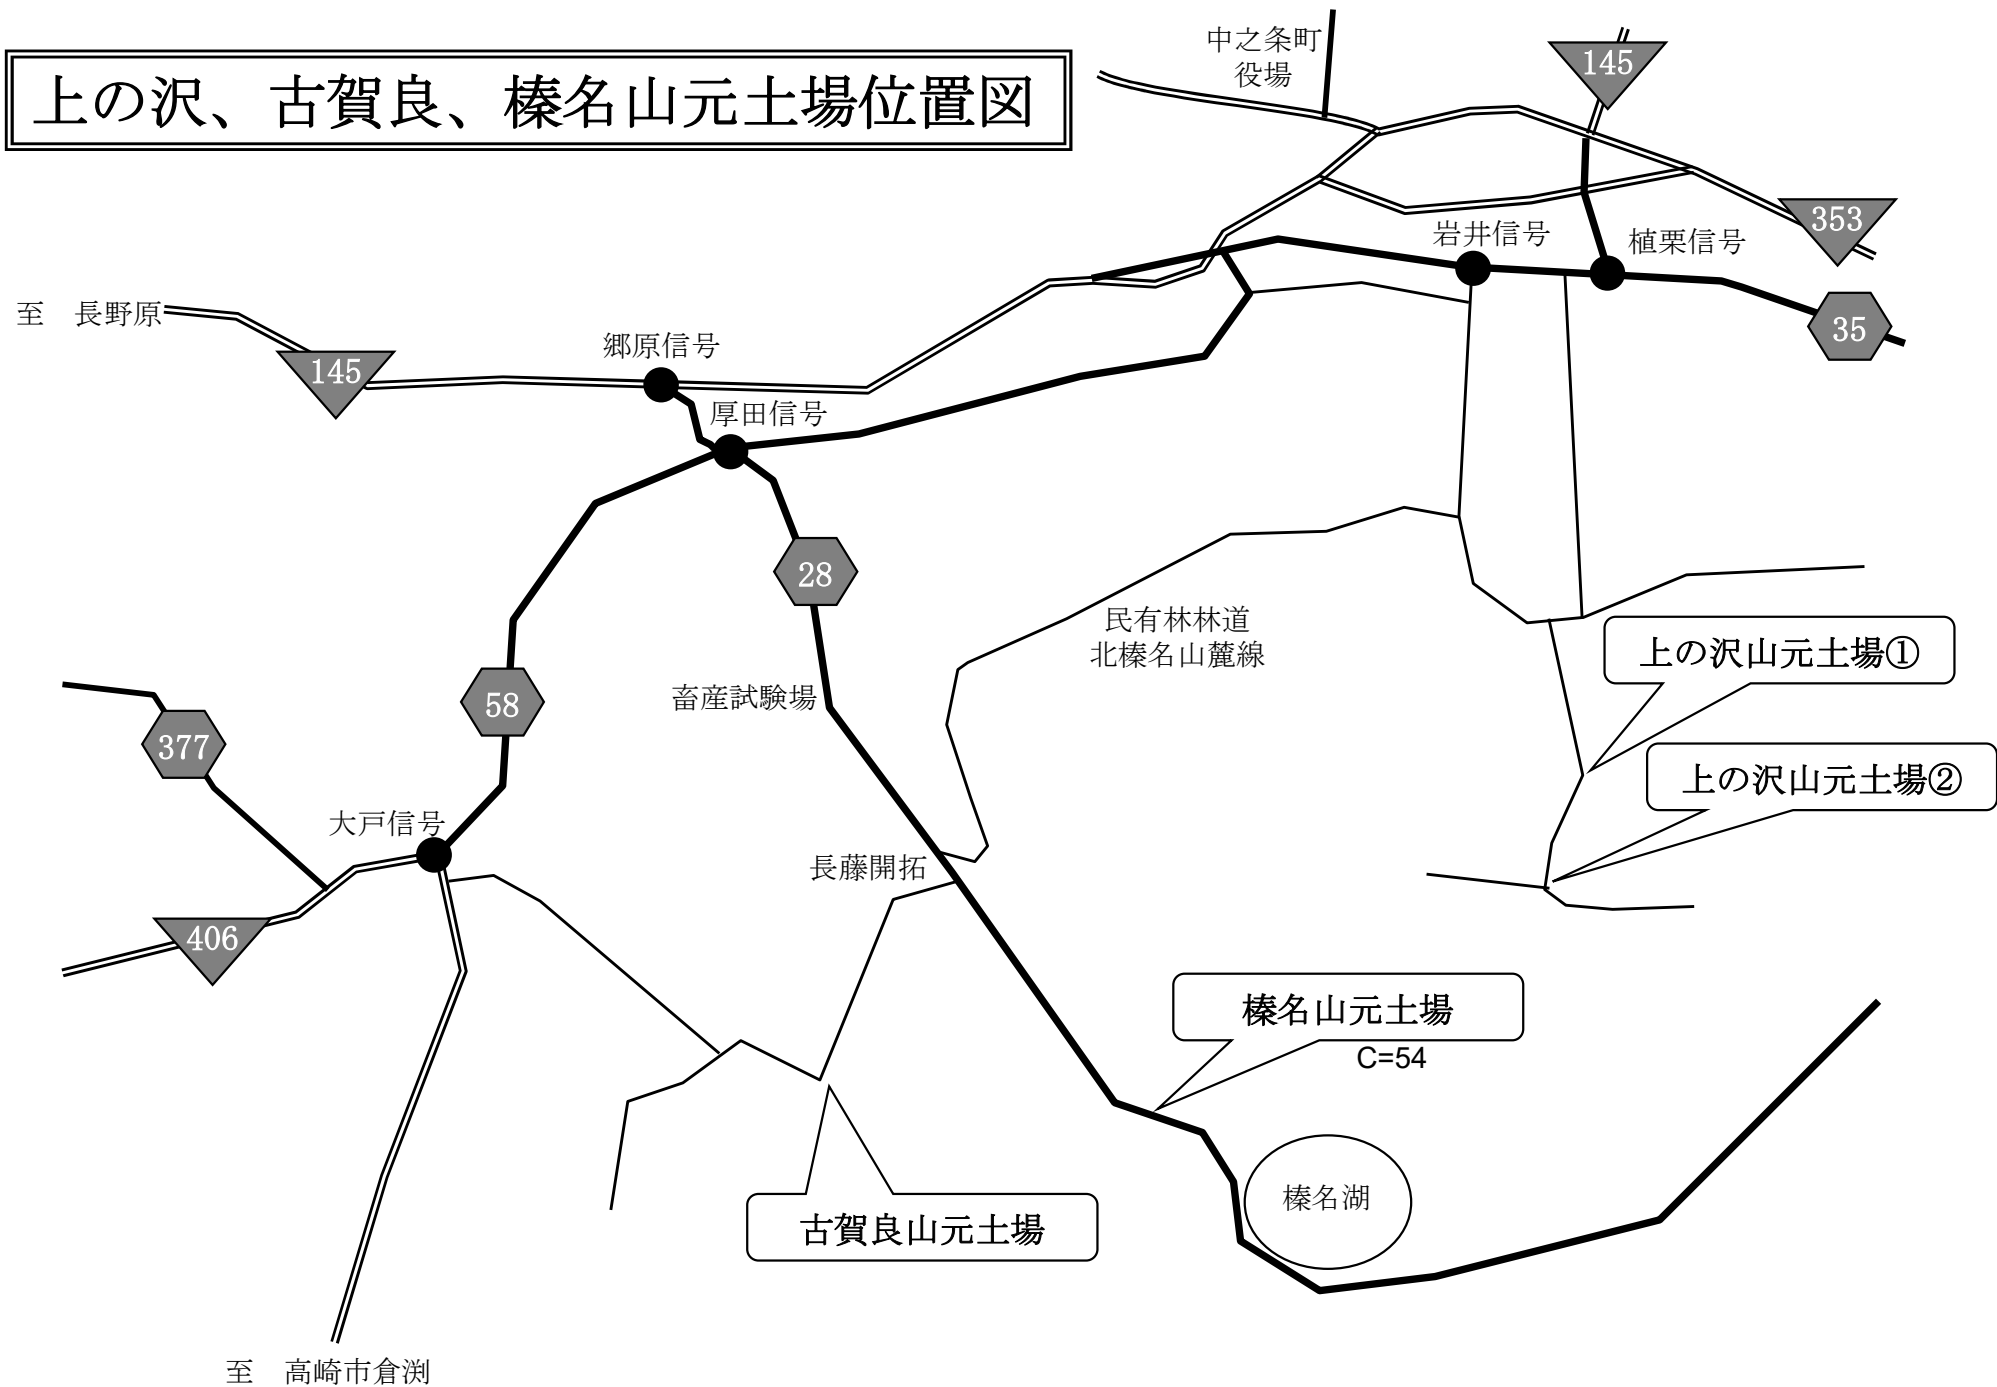 上の沢、古賀良、榛名山元土場位置図
中之条町
役場
145
353
岩井信号
植栗信号
35
至　長野原
145
郷原信号
厚田信号
28
民有林林道
北榛名山麓線
上の沢山元土場①
58
畜産試験場
377
上の沢山元土場②
大戸信号
長藤開拓
406
榛名山元土場
C=54
榛名湖
古賀良山元土場
至　高崎市倉渕